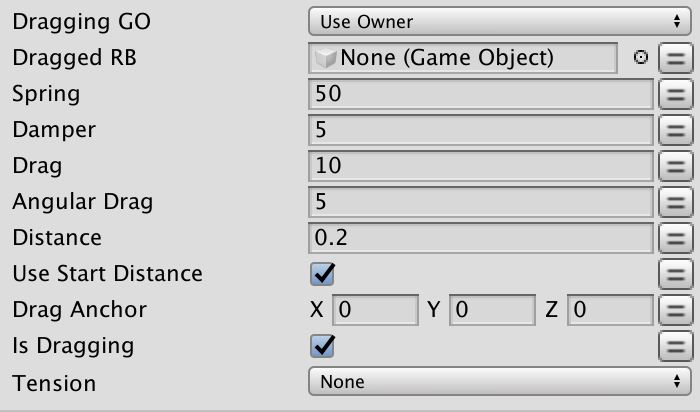 Dragging GO Use Owner
Dragged RB None (Game Object)
Spring 50
Damper 5
Drag 10
Angular Drag 5
Distance 0.2
Use Start Distance
Drag Anchor X 0 Y 0 Z 0
Is Dragging
Tension None